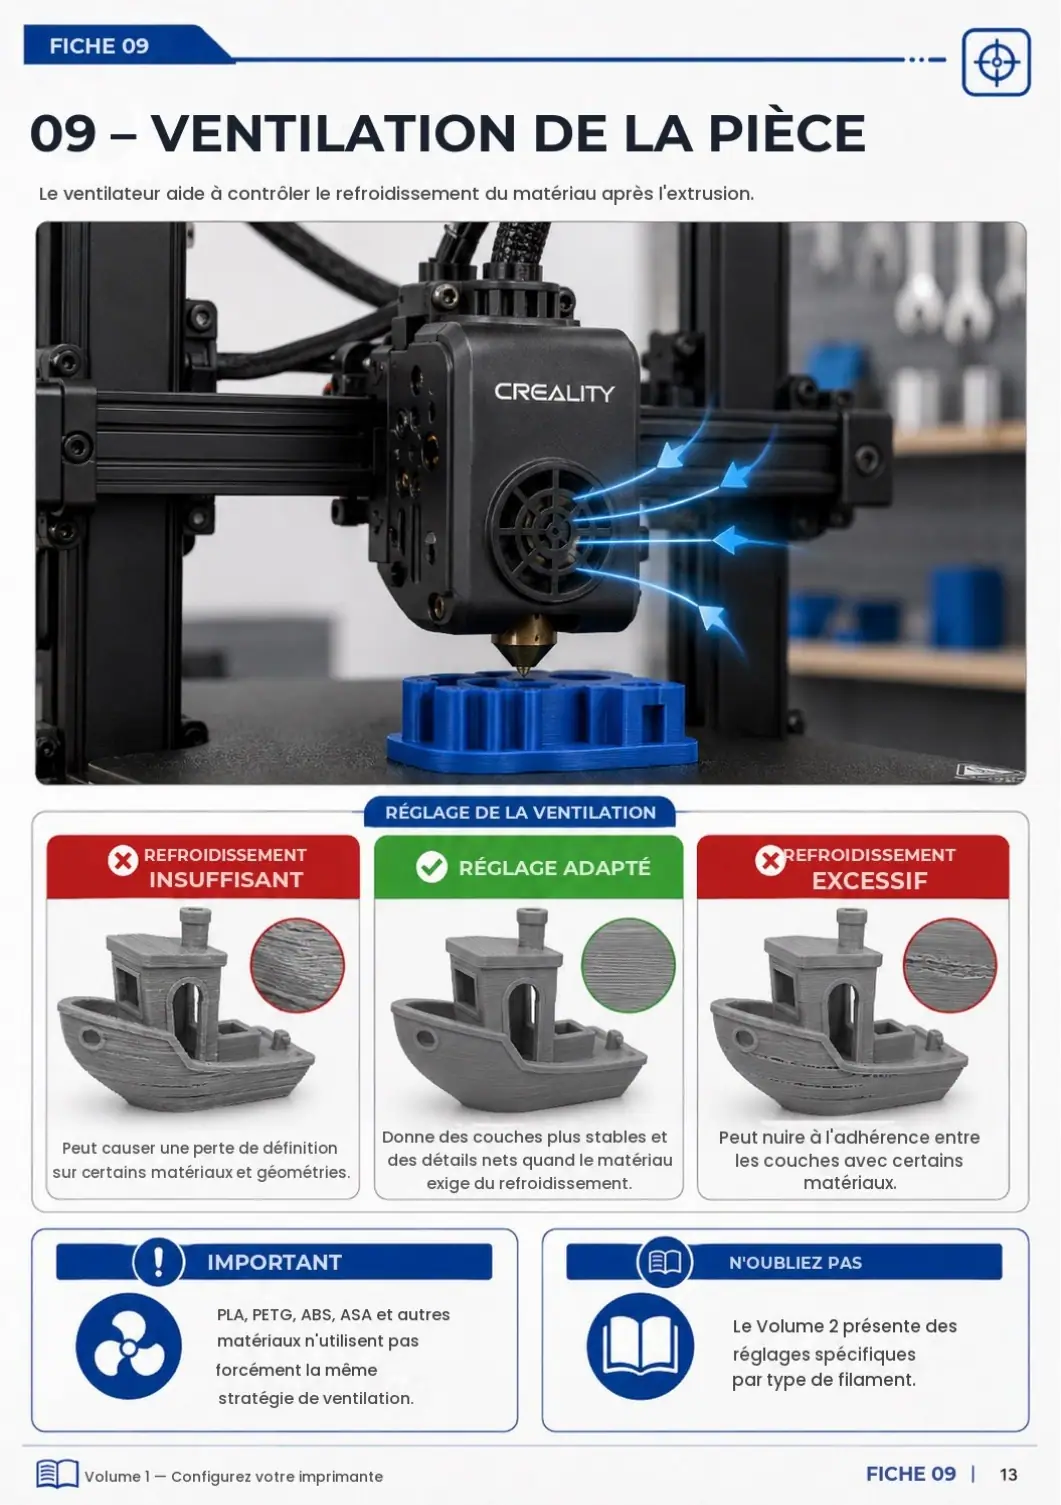 FICHE 09
09 – VENTILATION DE LA PIÈCE
Le ventilateur aide à contrôler le refroidissement du matériau après l'extrusion.
CREALITY
RÉGLAGE DE LA VENTILATION
REFROIDISSEMENT
INSUFFISANT
Peut causer une perte de définition
sur certains matériaux et géométries.
RÉGLAGE ADAPTÉ
Donne des couches plus stables et
des détails nets quand le matériau
exige du refroidissement.
REFROIDISSEMENT
EXCESSIF
Peut nuire à l'adhérence entre
les couches avec certains
matériaux.
IMPORTANT
PLA, PETG, ABS, ASA et autres
matériaux n'utilisent pas
forcément la même
stratégie de ventilation.
N'OUBLIEZ PAS
Le Volume 2 présente des
réglages spécifiques
par type de filament.
Volume 1 — Configurez votre imprimante
FICHE 09 | 13